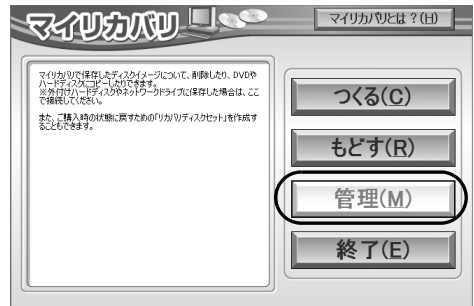 マイリカバリ
マイリカバリとは？(H)
マイリカバリで保存したディスクイメージについて、削除したり、DVDや
ハードディスクにコピーしたりできます。
※外付けハードディスクやネットワークドライブに保存した場合は、ここ
で接続してください。
また、ご購入時の状態に戻すための「リカバリディスクセット」を作成す
ることもできます。
つくる(C)
もどす(R)
管理(M)
終了(E)